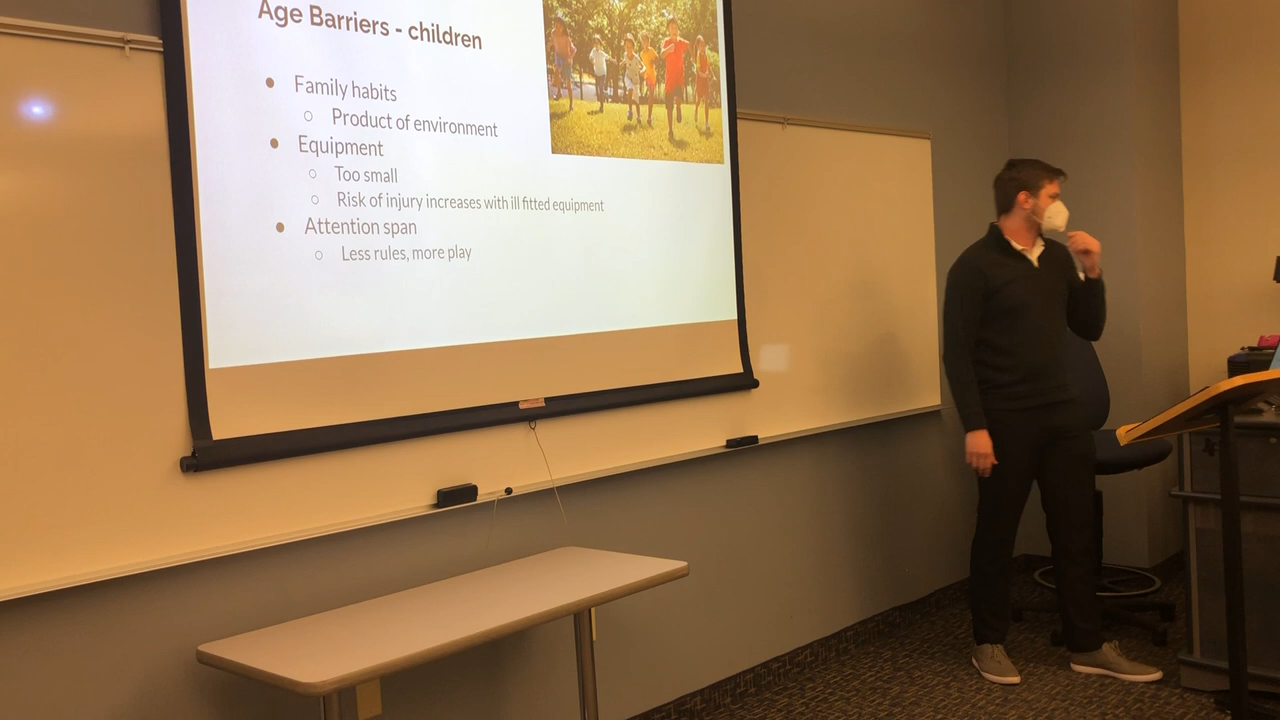 Age Barriers - children
Family habits
Product of environment
Equipment
Too small
Risk of injury increases with ill fitted equipment
Attention span
Less rules, more play